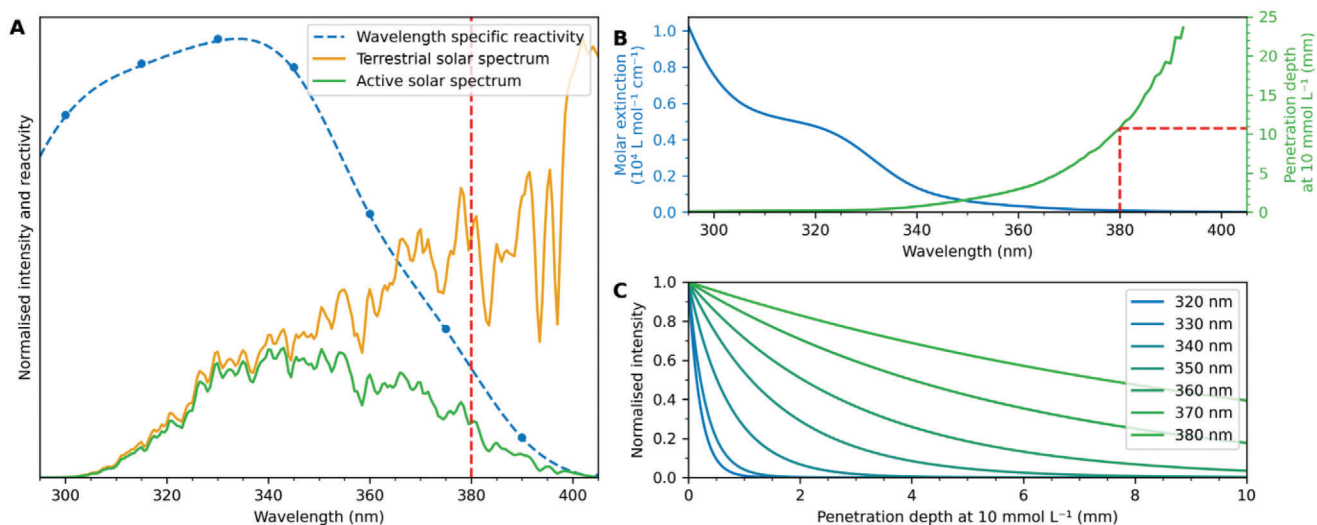 A
Wavelength specific reactivity
Terrestrial solar spectrum
Active solar spectrum
Normalised intensity and reactivity
300 320 340 360 380 400
Wavelength (nm)
B
Molar extinction
(10⁴ L mol⁻¹ cm⁻¹)
1.0
0.8
0.6
0.4
0.2
0.0
25
20
15
10
5
0
Penetration depth
at 10 mmol L⁻¹ (mm)
300 320 340 360 380 400
Wavelength (nm)
C
Normalised intensity
1.0
0.8
0.6
0.4
0.2
0.0
320 nm
330 nm
340 nm
350 nm
360 nm
370 nm
380 nm
0 2 4 6 8 10
Penetration depth at 10 mmol L⁻¹ (mm)